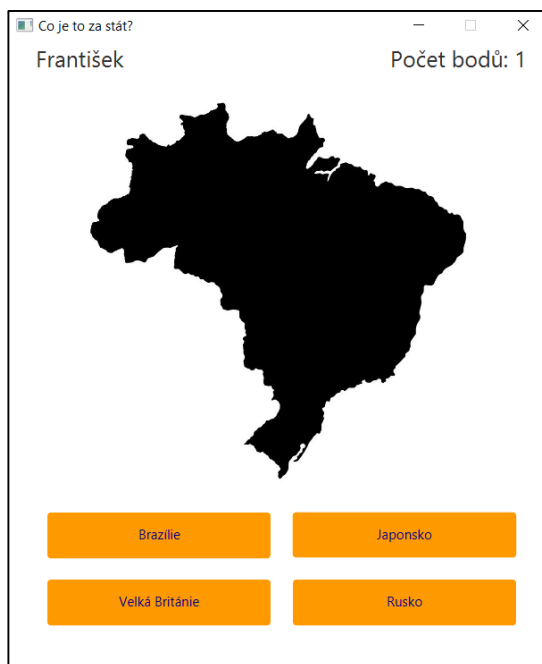 Co je to za stát?
František Počet bodů: 1
Brazílie Japonsko
Velká Británie Rusko